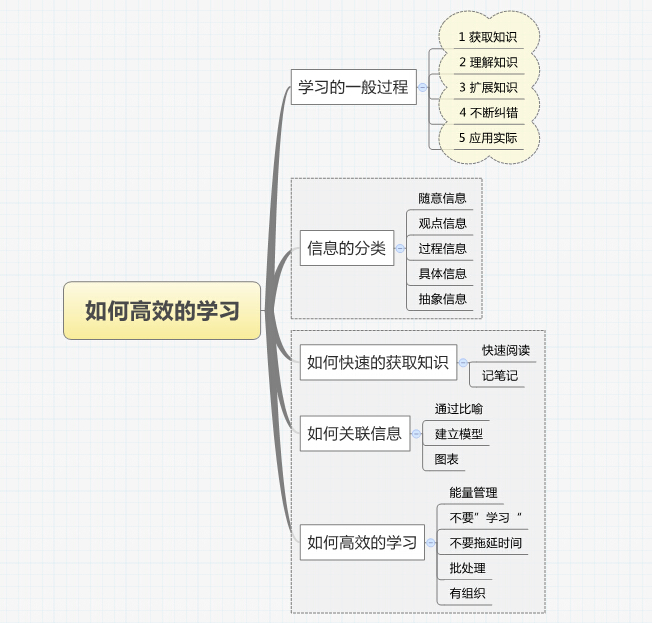 如何高效的学习
学习的一般过程
1 获取知识
2 理解知识
3 扩展知识
4 不断纠错
5 应用实际
信息的分类
随意信息
观点信息
过程信息
具体信息
抽象信息
如何快速的获取知识
快速阅读
记笔记
如何关联信息
通过比喻
建立模型
图表
如何高效的学习
能量管理
不要”学习“
不要拖延时间
批处理
有组织